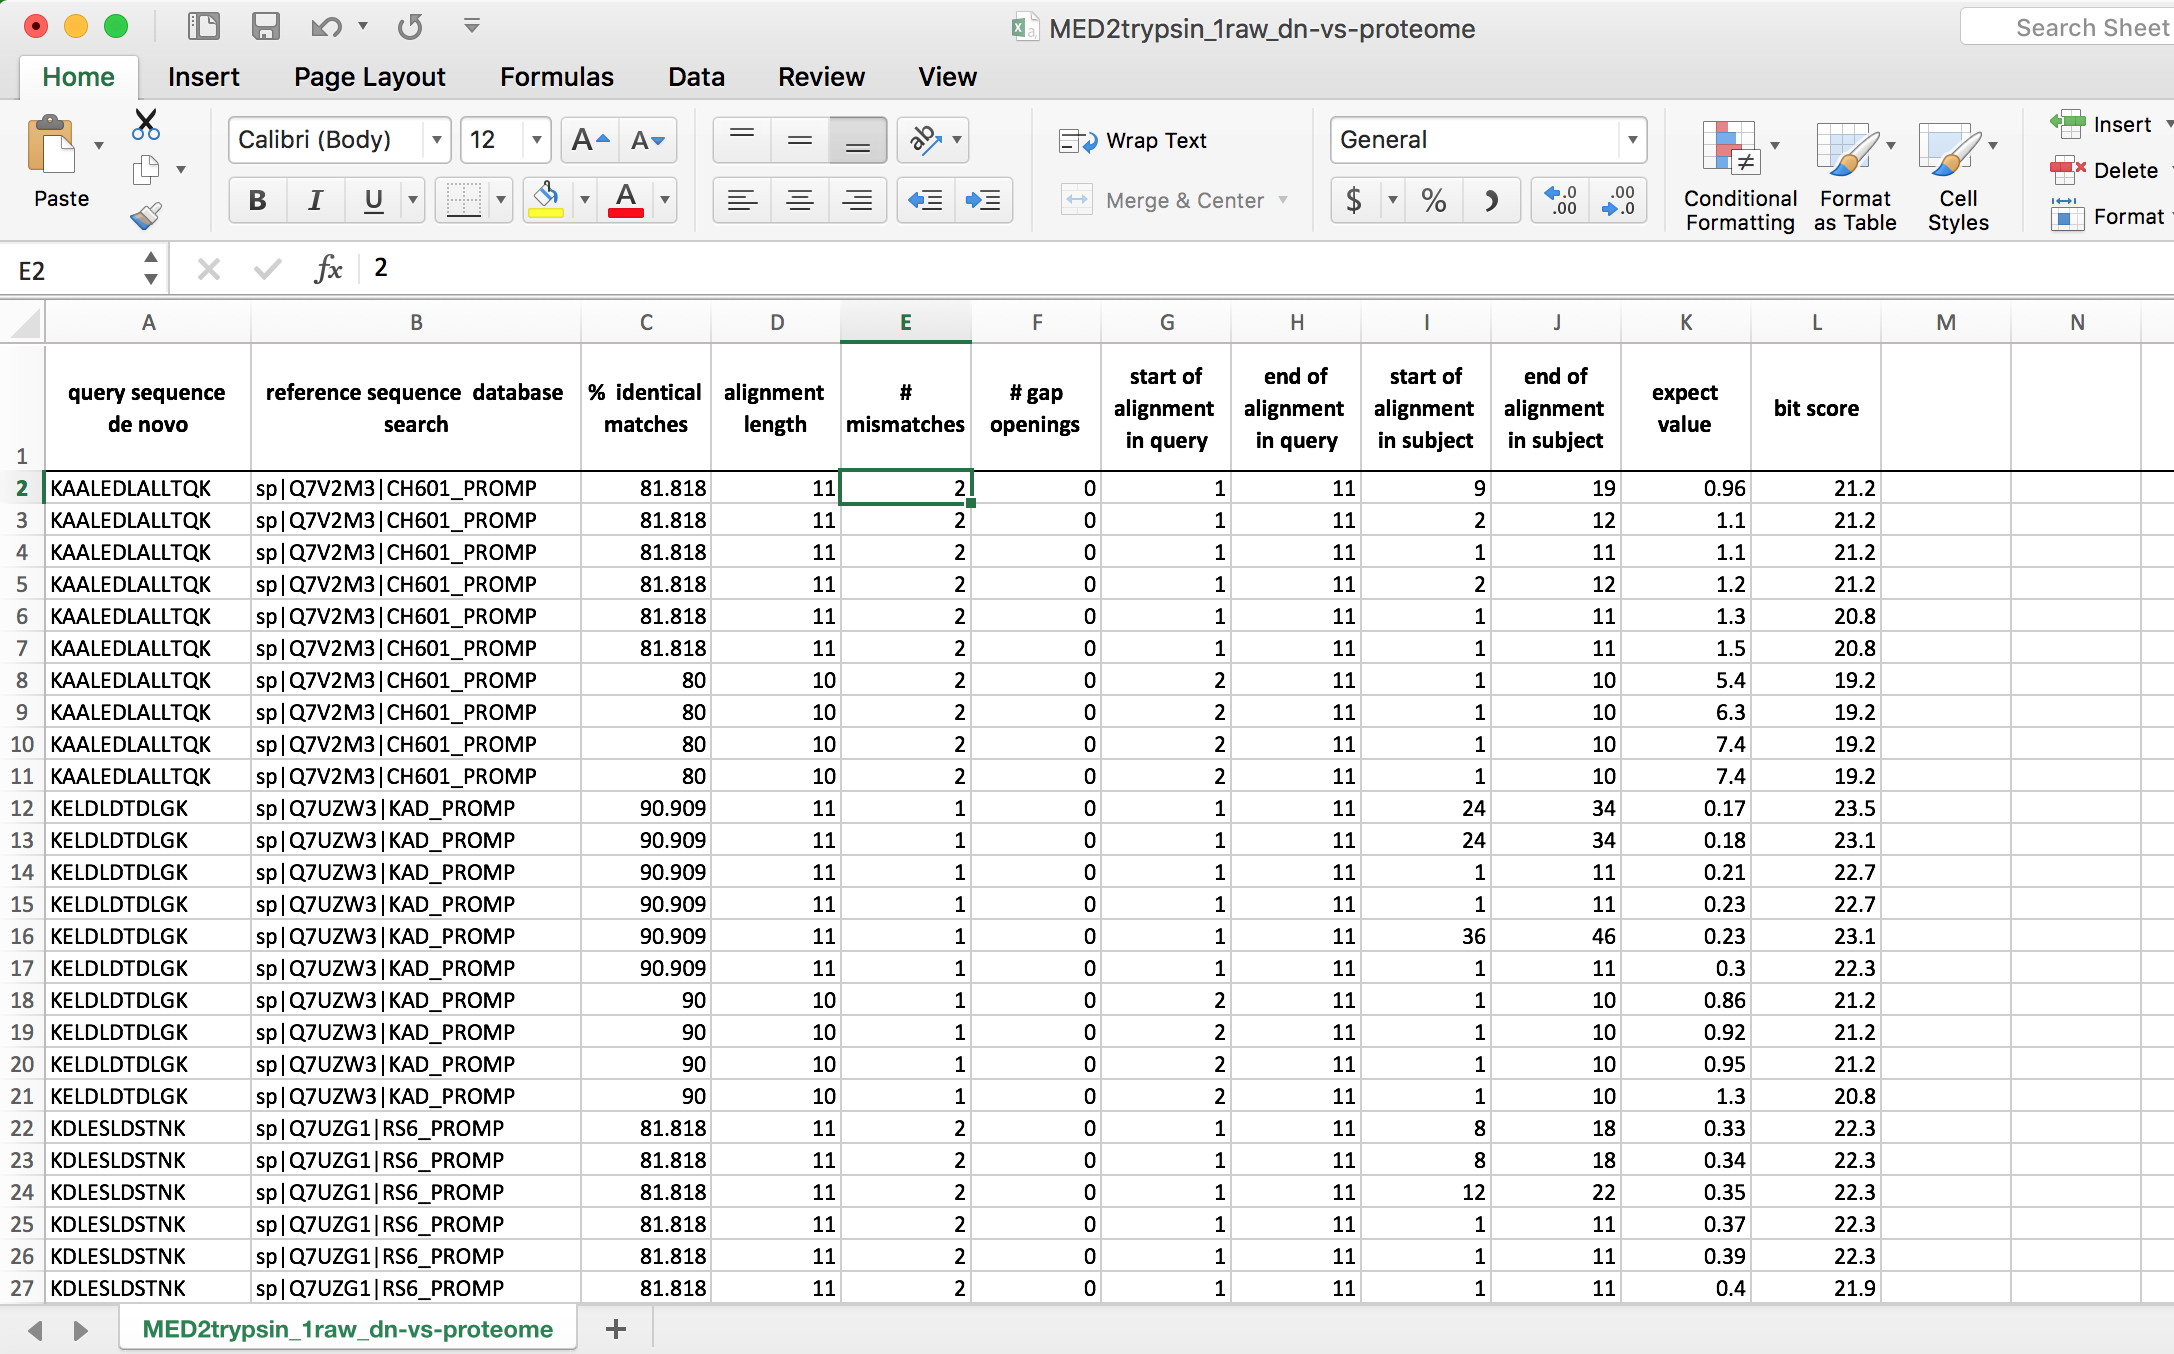 MED2trypsin_1raw_dn-vs-proteome
Search Sheet
Home Insert Page Layout Formulas Data Review View
Paste
Calibri (Body) 12 A A
B I U A
ab
Wrap Text
Merge & Center
General
$ % .0 .00 .00 .0
Conditional Formatting
Format as Table
Cell Styles
Insert
Delete
Format
E2 fx 2
A B C D E F G H I J K L M N
1 query sequence de novo reference sequence database search % identical matches alignment length # mismatches # gap openings start of alignment in query end of alignment in query start of alignment in subject end of alignment in subject expect value bit score
2 KAALEDLALLTQK sp|Q7V2M3|CH601_PROMP 81.818 11 2 0 1 11 9 19 0.96 21.2
3 KAALEDLALLTQK sp|Q7V2M3|CH601_PROMP 81.818 11 2 0 1 11 2 12 1.1 21.2
4 KAALEDLALLTQK sp|Q7V2M3|CH601_PROMP 81.818 11 2 0 1 11 1 11 1.1 21.2
5 KAALEDLALLTQK sp|Q7V2M3|CH601_PROMP 81.818 11 2 0 1 11 2 12 1.2 21.2
6 KAALEDLALLTQK sp|Q7V2M3|CH601_PROMP 81.818 11 2 0 1 11 1 11 1.3 20.8
7 KAALEDLALLTQK sp|Q7V2M3|CH601_PROMP 81.818 11 2 0 1 11 1 11 1.5 20.8
8 KAALEDLALLTQK sp|Q7V2M3|CH601_PROMP 80 10 2 0 2 11 1 10 5.4 19.2
9 KAALEDLALLTQK sp|Q7V2M3|CH601_PROMP 80 10 2 0 2 11 1 10 6.3 19.2
10 KAALEDLALLTQK sp|Q7V2M3|CH601_PROMP 80 10 2 0 2 11 1 10 7.4 19.2
11 KAALEDLALLTQK sp|Q7V2M3|CH601_PROMP 80 10 2 0 2 11 1 10 7.4 19.2
12 KELDLDTDLGK sp|Q7UZW3|KAD_PROMP 90.909 11 1 0 1 11 24 34 0.17 23.5
13 KELDLDTDLGK sp|Q7UZW3|KAD_PROMP 90.909 11 1 0 1 11 24 34 0.18 23.1
14 KELDLDTDLGK sp|Q7UZW3|KAD_PROMP 90.909 11 1 0 1 11 1 11 0.21 22.7
15 KELDLDTDLGK sp|Q7UZW3|KAD_PROMP 90.909 11 1 0 1 11 1 11 0.23 22.7
16 KELDLDTDLGK sp|Q7UZW3|KAD_PROMP 90.909 11 1 0 1 11 36 46 0.23 23.1
17 KELDLDTDLGK sp|Q7UZW3|KAD_PROMP 90.909 11 1 0 1 11 1 11 0.3 22.3
18 KELDLDTDLGK sp|Q7UZW3|KAD_PROMP 90 10 1 0 2 11 1 10 0.86 21.2
19 KELDLDTDLGK sp|Q7UZW3|KAD_PROMP 90 10 1 0 2 11 1 10 0.92 21.2
20 KELDLDTDLGK sp|Q7UZW3|KAD_PROMP 90 10 1 0 2 11 1 10 0.95 21.2
21 KELDLDTDLGK sp|Q7UZW3|KAD_PROMP 90 10 1 0 2 11 1 10 1.3 20.8
22 KDLESLDSTNK sp|Q7UZG1|RS6_PROMP 81.818 11 2 0 1 11 8 18 0.33 22.3
23 KDLESLDSTNK sp|Q7UZG1|RS6_PROMP 81.818 11 2 0 1 11 8 18 0.34 22.3
24 KDLESLDSTNK sp|Q7UZG1|RS6_PROMP 81.818 11 2 0 1 11 12 22 0.35 22.3
25 KDLESLDSTNK sp|Q7UZG1|RS6_PROMP 81.818 11 2 0 1 11 1 11 0.37 22.3
26 KDLESLDSTNK sp|Q7UZG1|RS6_PROMP 81.818 11 2 0 1 11 1 11 0.39 22.3
27 KDLESLDSTNK sp|Q7UZG1|RS6_PROMP 81.818 11 2 0 1 11 1 11 0.4 21.9
MED2trypsin_1raw_dn-vs-proteome +